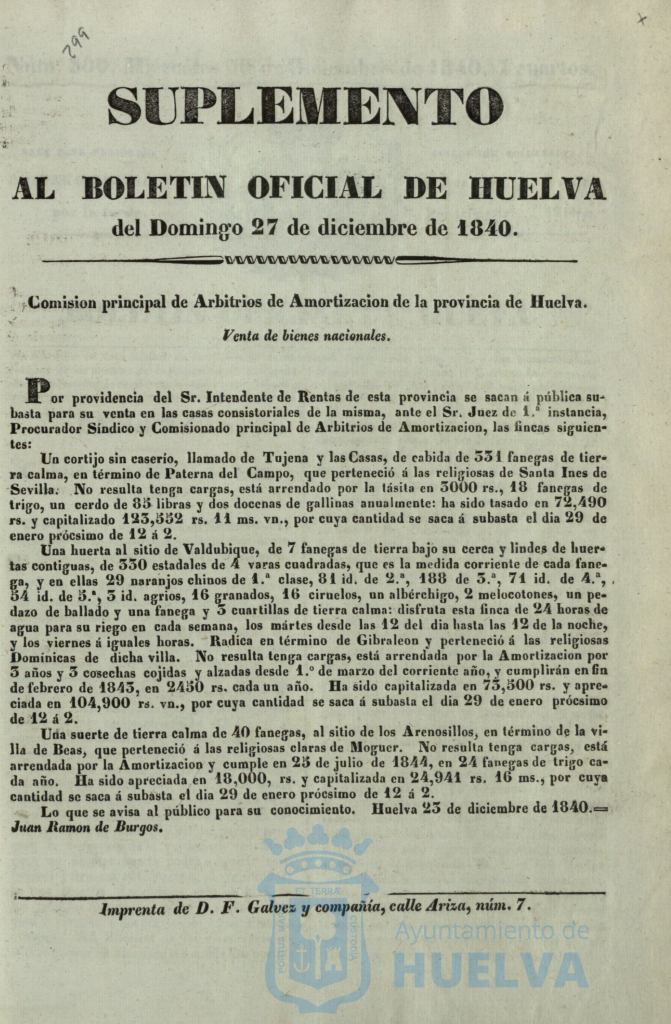 299
x
SUPLEMENTO
AL BOLETIN OFICIAL DE HUELVA
del Domingo 27 de diciembre de 1840.
Comision principal de Arbitrios de Amortizacion de la provincia de Huelva.
Venta de bienes nacionales.
Por providencia del Sr. Intendente de Rentas de esta provincia se sacan á pública su-
basta para su venta en las casas consistoriales de la misma, ante el Sr. Juez de 1.ª instancia,
Procurador Síndico y Comisionado principal de Arbitrios de Amortizacion, las fincas siguien-
tes:
Un cortijo sin caserio, llamado de Tujena y las Casas, de cabida de 331 fanegas de tier-
ra calma, en término de Paterna del Campo, que perteneció á las religiosas de Santa Ines de
Sevilla. No resulta tenga cargas, está arrendado por la tásita en 3000 rs., 18 fanegas de
trigo, un cerdo de 85 libras y dos docenas de gallinas anualmente: ha sido tasado en 72,490
rs. y capitalizado 123,552 rs. 11 ms. vn., por cuya cantidad se saca á subasta el dia 29 de
enero prócsimo de 12 á 2.
Una huerta al sitio de Valdubique, de 7 fanegas de tierra bajo su cerca y lindes de huer-
tas contiguas, de 330 estadales de 4 varas cuadradas, que es la medida corriente de cada fane-
ga, y en ellas 29 naranjos chinos de 1.ª clase, 81 id. de 2.ª, 188 de 3.ª, 71 id. de 4.ª,
54 id. de 5.ª, 3 id. agrios, 16 granados, 16 ciruelos, un albérchigo, 2 melocotones, un pe-
dazo de ballado y una fanega y 3 cuartillas de tierra calma: disfruta esta finca de 24 horas de
agua para su riego en cada semana, los mártes desde las 12 del dia hasta las 12 de la noche,
y los viernes á iguales horas. Radica en término de Gibraleon y perteneció á las religiosas
Dominicas de dicha villa. No resulta tenga cargas, está arrendada por la Amortizacion por
3 años y 3 cosechas cojidas y alzadas desde 1.º de marzo del corriente año, y cumplirán en fin
de febrero de 1843, en 2450 rs. cada un año. Ha sido capitalizada en 73,500 rs. y apre-
ciada en 104,900 rs. vn., por cuya cantidad se saca á subasta el dia 29 de enero prócsimo
de 12 á 2.
Una suerte de tierra calma de 40 fanegas, al sitio de los Arenosillos, en término de la vi-
lla de Beas, que perteneció á las religiosas claras de Moguer. No resulta tenga cargas, está
arrendada por la Amortizacion y cumple en 25 de julio de 1844, en 24 fanegas de trigo ca-
da año. Ha sido apreciada en 18,000, rs. y capitalizada en 24,941 rs. 16 ms., por cuya
cantidad se saca á subasta el dia 29 de enero prócsimo de 12 á 2.
Lo que se avisa al público para su conocimiento. Huelva 23 de diciembre de 1840.=
Juan Ramon de Burgos.
Imprenta de D. F. Galvez y compañía, calle Ariza, núm. 7.
Ayuntamiento de
HUELVA